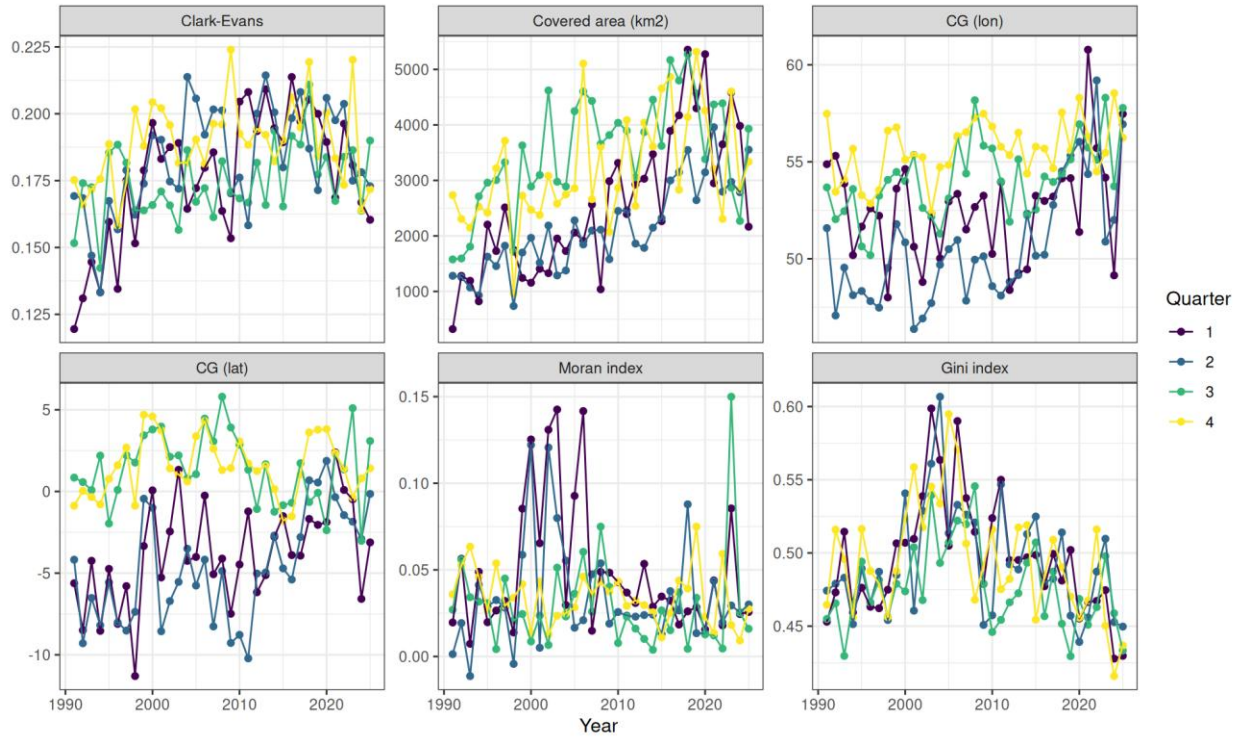 Clark-Evans
Covered area (km2)
CG (lon)
0.225
0.200
0.175
0.150
0.125
5000
4000
3000
2000
1000
60
55
50
CG (lat)
Moran index
Gini index
5
0
-5
-10
0.15
0.10
0.05
0.00
0.60
0.55
0.50
0.45
1990 2000 2010 2020
1990 2000 2010 2020
1990 2000 2010 2020
Year
Quarter
1
2
3
4